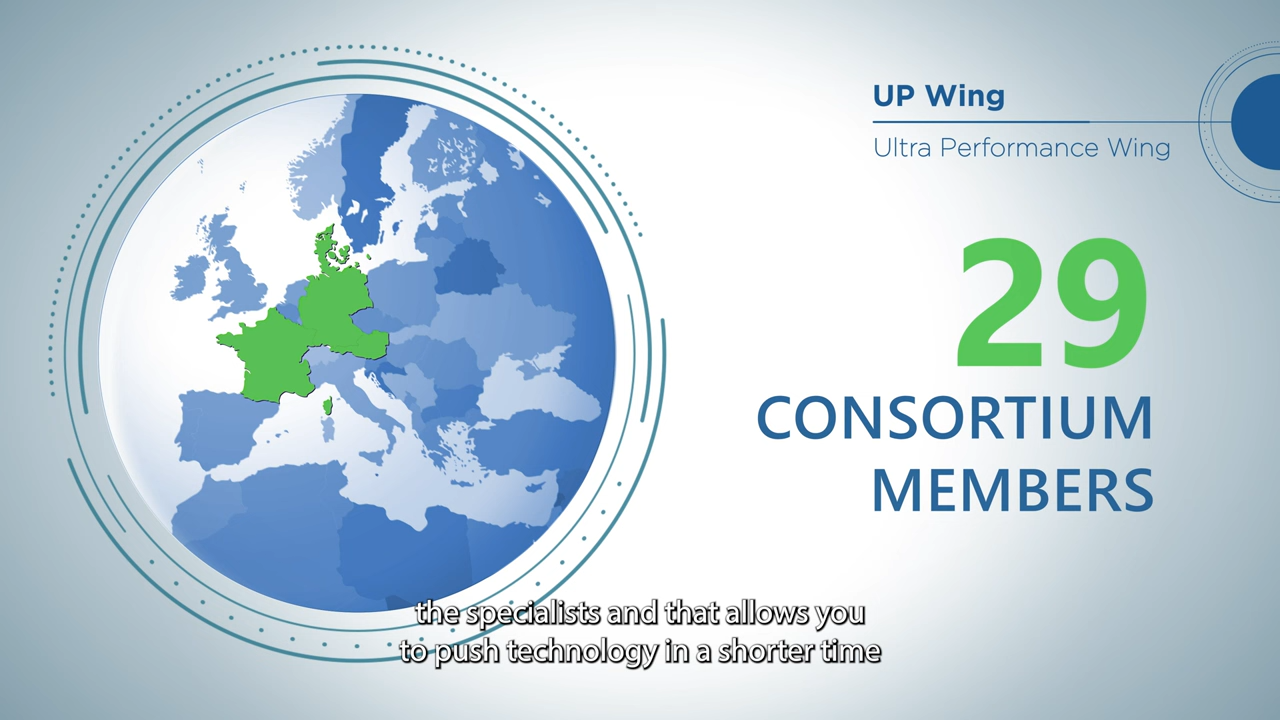 UP Wing
Ultra Performance Wing
29
CONSORTIUM
MEMBERS
the specialists and that allows you
to push technology in a shorter time